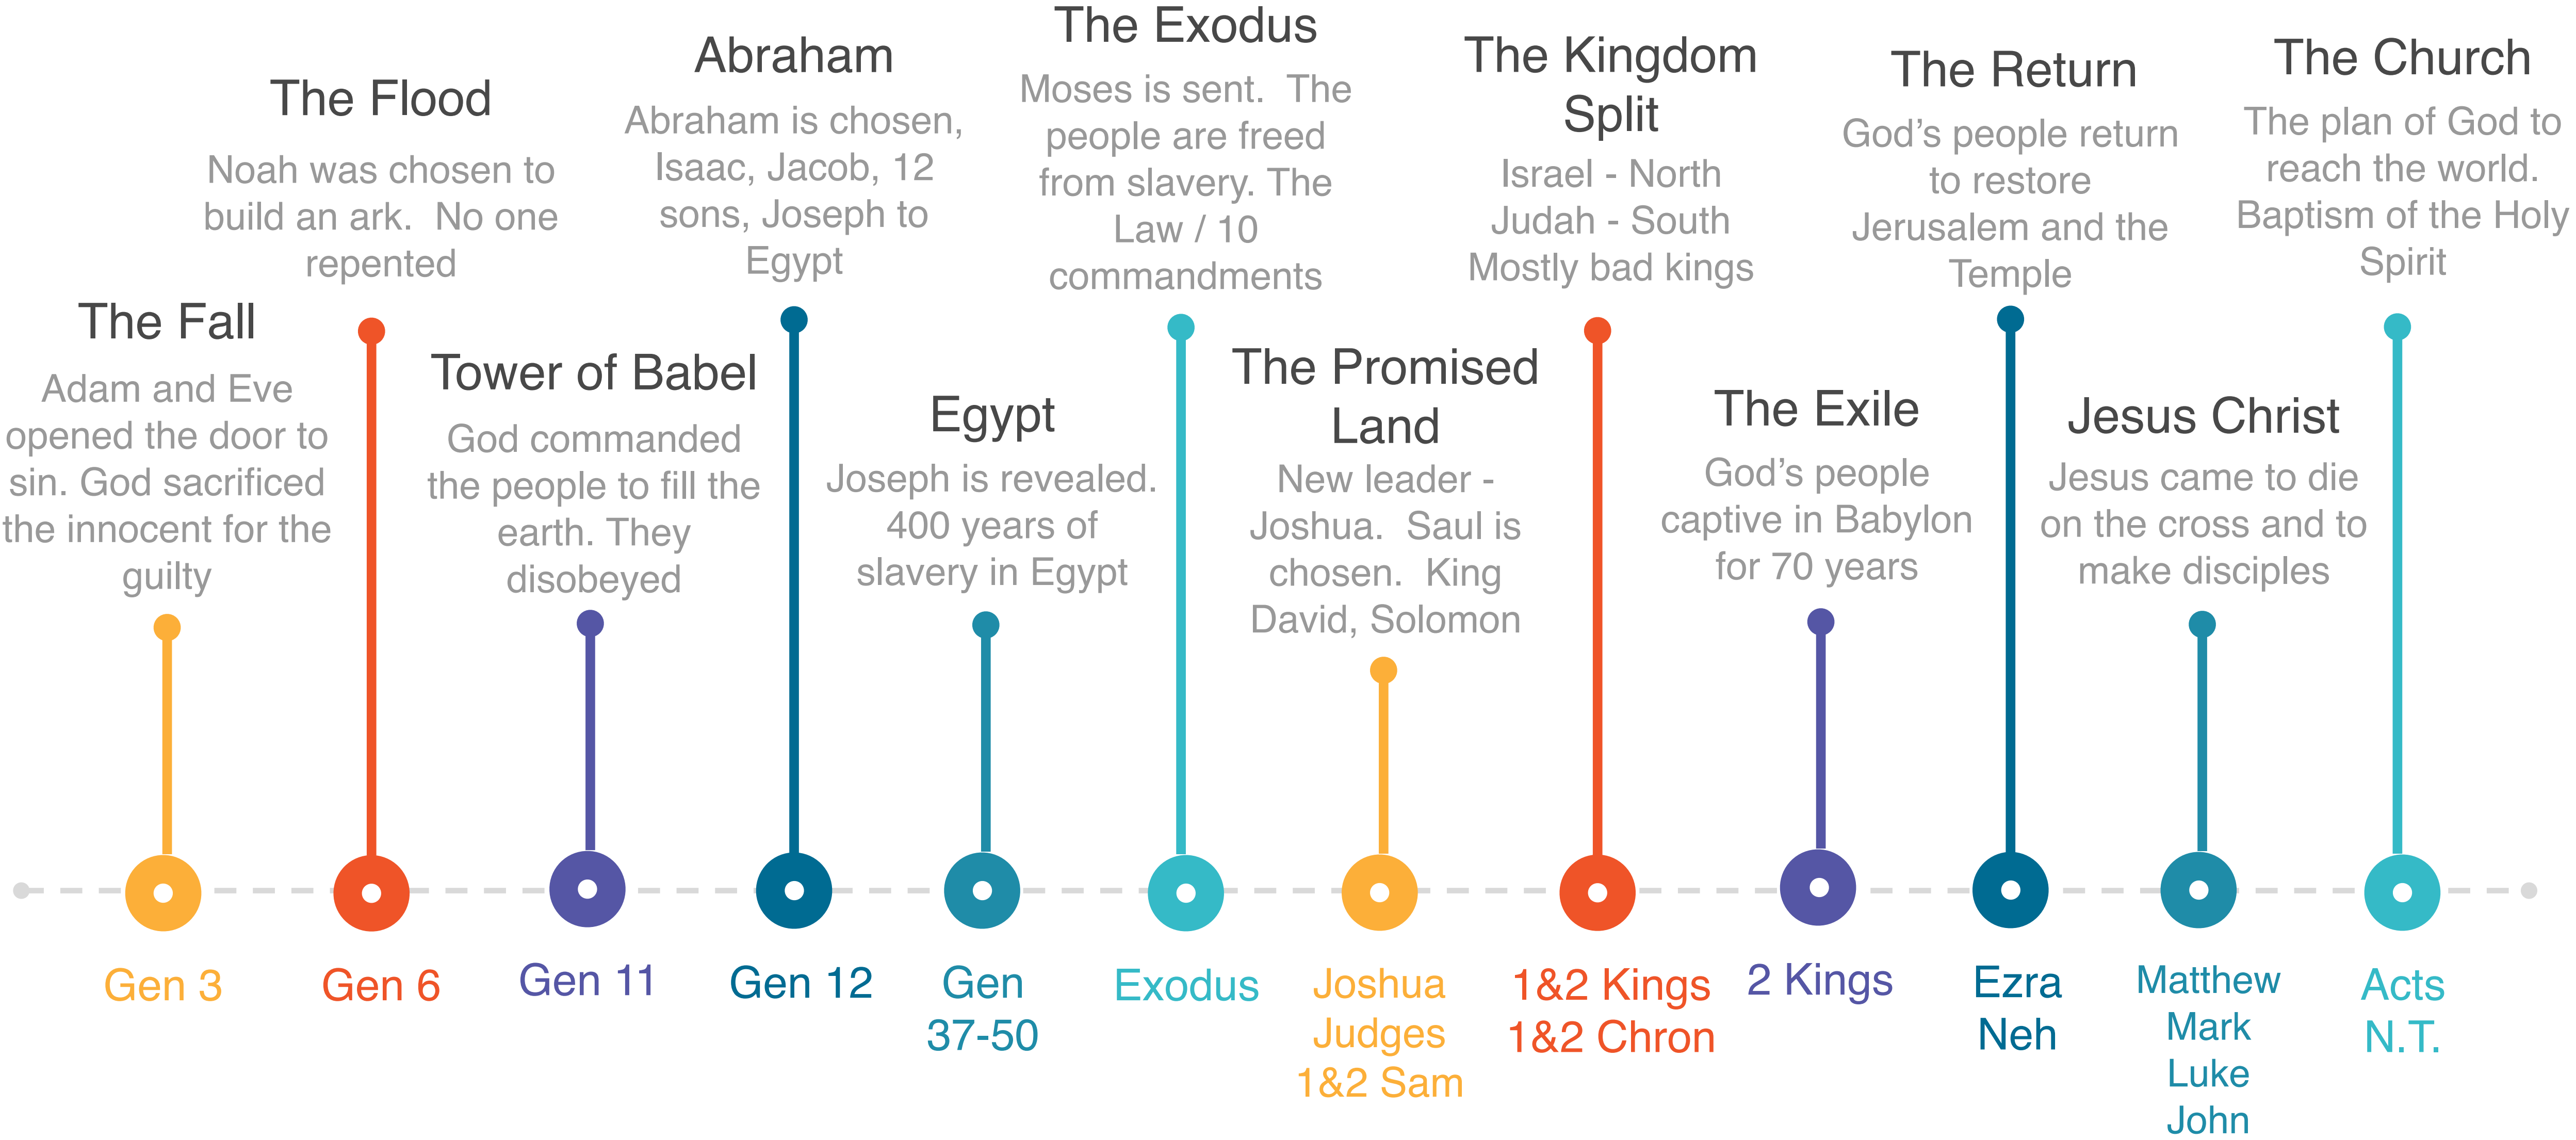 The Fall
Adam and Eve
opened the door to
sin. God sacrificed
the innocent for the
guilty
Gen 3
The Flood
Noah was chosen to
build an ark.  No one
repented
Gen 6
Tower of Babel
God commanded
the people to fill the
earth. They
disobeyed
Gen 11
Abraham
Abraham is chosen,
Isaac, Jacob, 12
sons, Joseph to
Egypt
Gen 12
Egypt
Joseph is revealed.
400 years of
slavery in Egypt
Gen
37-50
The Exodus
Moses is sent.  The
people are freed
from slavery. The
Law / 10
commandments
Exodus
The Promised
Land
New leader -
Joshua.  Saul is
chosen.  King
David, Solomon
Joshua
Judges
1&2 Sam
The Kingdom
Split
Israel - North
Judah - South
Mostly bad kings
1&2 Kings
1&2 Chron
The Exile
God’s people
captive in Babylon
for 70 years
2 Kings
The Return
God’s people return
to restore
Jerusalem and the
Temple
Ezra
Neh
Jesus Christ
Jesus came to die
on the cross and to
make disciples
Matthew
Mark
Luke
John
The Church
The plan of God to
reach the world.
Baptism of the Holy
Spirit
Acts
N.T.